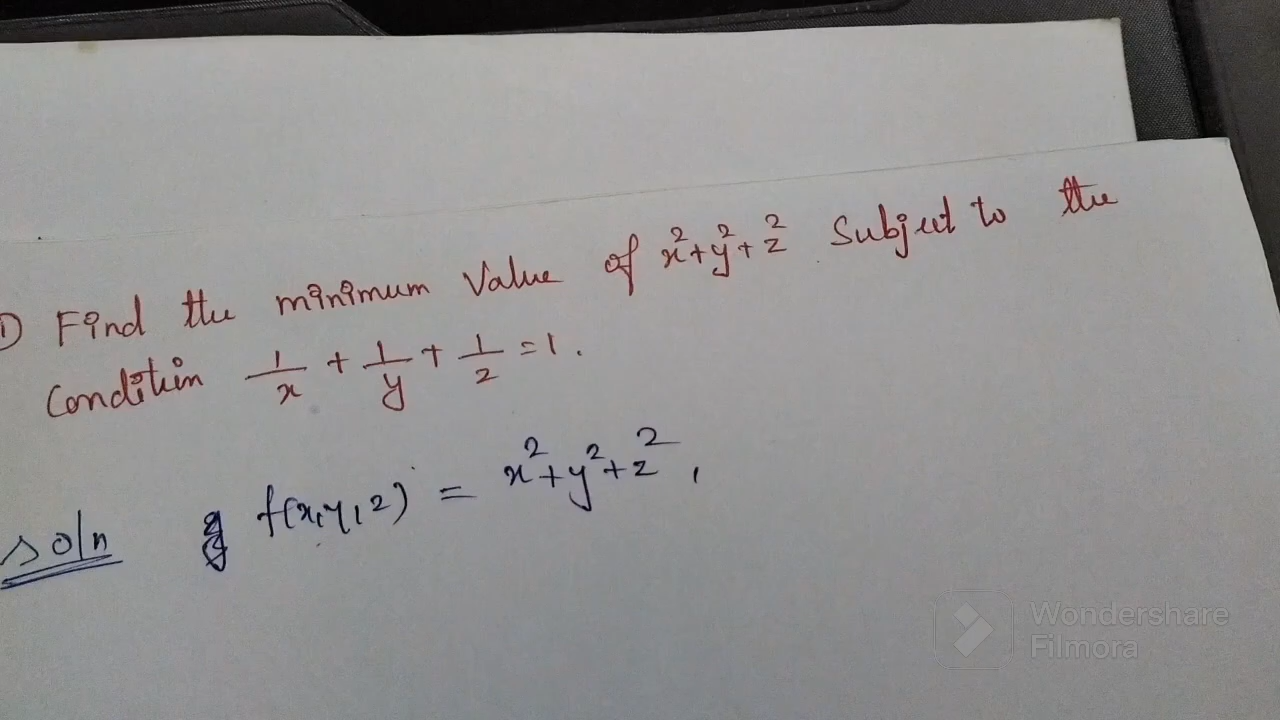 1) Find the minimum value of x²+y²+z² Subject to the
Condition 1/x + 1/y + 1/z = 1.
Soln f(x,y,z) = x²+y²+z²,
Wondershare
Filmora